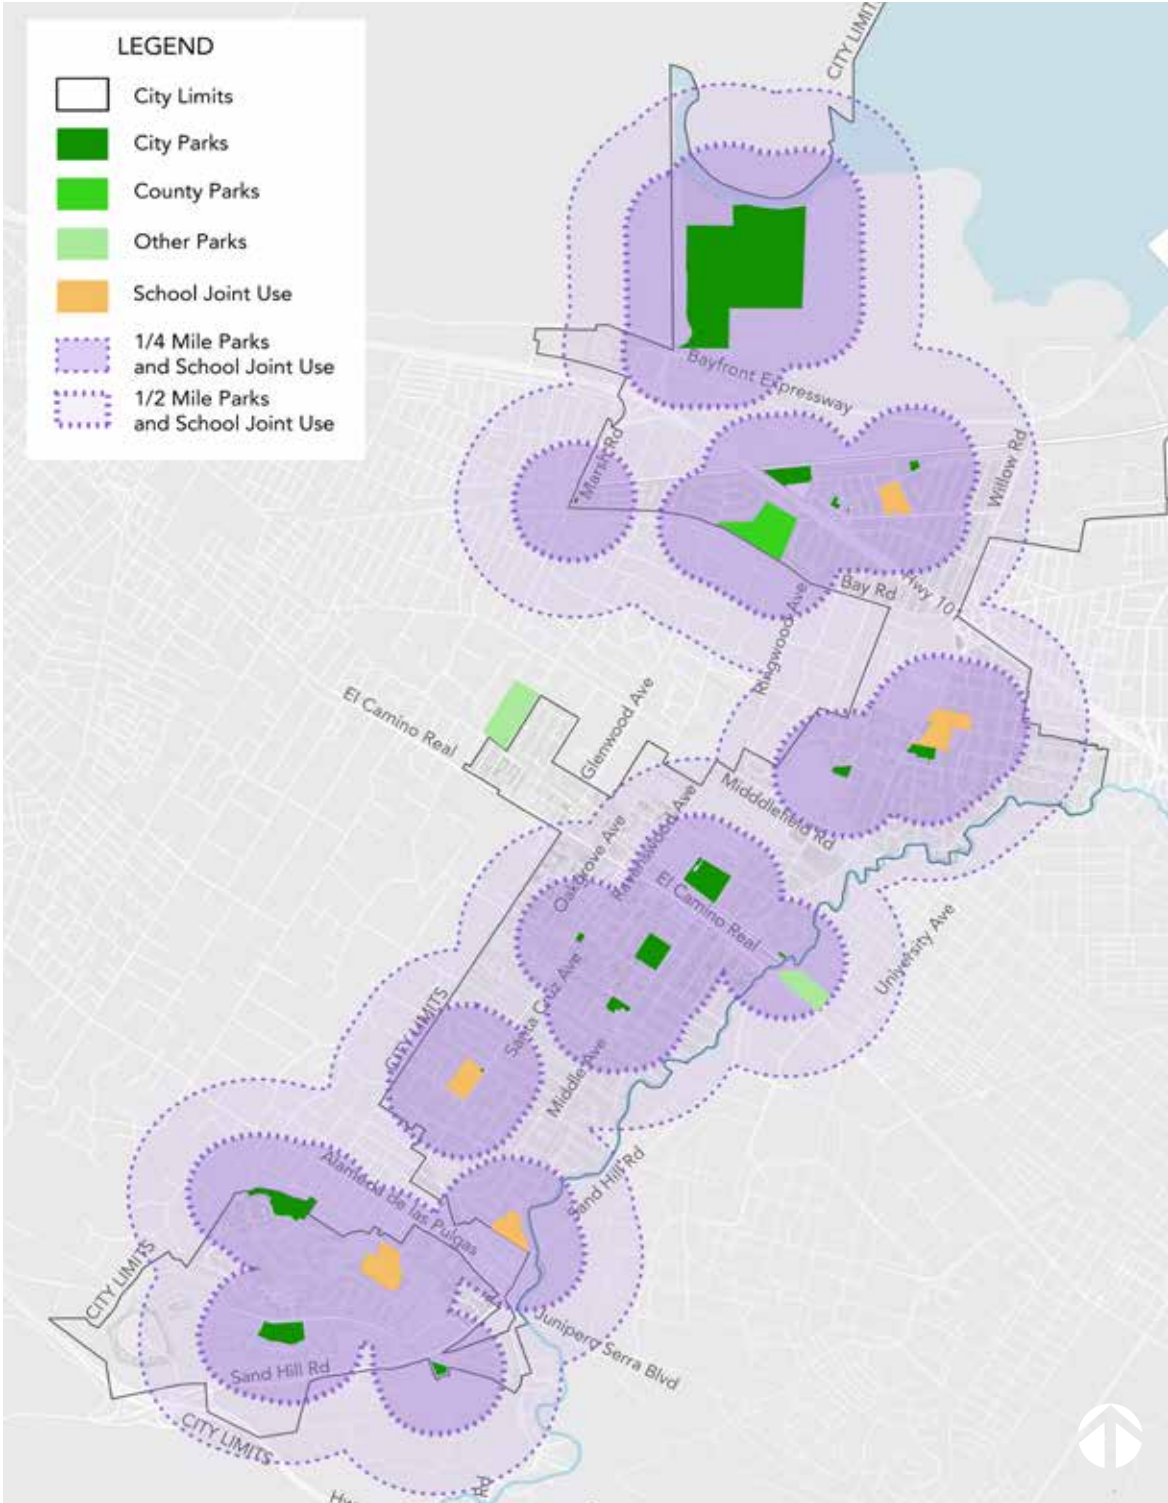 LEGEND
City Limits
City Parks
County Parks
Other Parks
School Joint Use
1/4 Mile Parks
and School Joint Use
1/2 Mile Parks
and School Joint Use
CITY LIMIT
Bayfront Expressway
Marsh Rd
Willow Rd
Bay Rd
Hwy 10
Ringwood Ave
El Camino Real
Glenwood Ave
Midddlefield Rd
Oakgrove Ave
Ravenswood Ave
El Camino Real
University Ave
Santa Cruz Ave
CITY LIMITS
Middle Ave
Sand Hill Rd
Alameda de las Pulgas
CITY LIMITS
Junipero Serra Blvd
Sand Hill Rd
CITY LIMITS
Rd